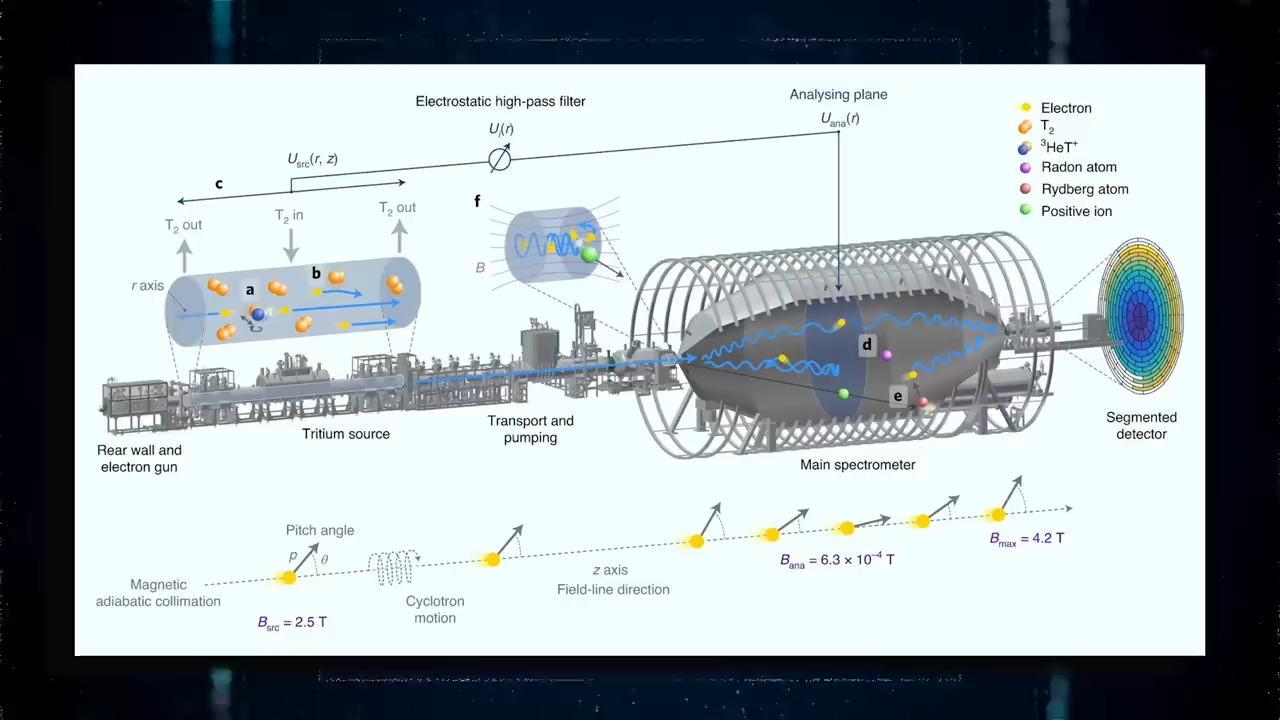 Electrostatic high-pass filter
Analysing plane
Uᵢ(r)
U_ana(r)
U_src(r, z)
c
T₂ out
T₂ in
T₂ out
r axis
a
b
f
B
d
e
Electron
T₂
³HeT⁺
Radon atom
Rydberg atom
Positive ion
Rear wall and
electron gun
Tritium source
Transport and
pumping
Main spectrometer
Segmented
detector
Pitch angle
p
θ
Magnetic
adiabatic collimation
B_src = 2.5 T
Cyclotron
motion
z axis
Field-line direction
B_ana = 6.3 × 10⁻⁴ T
B_max = 4.2 T